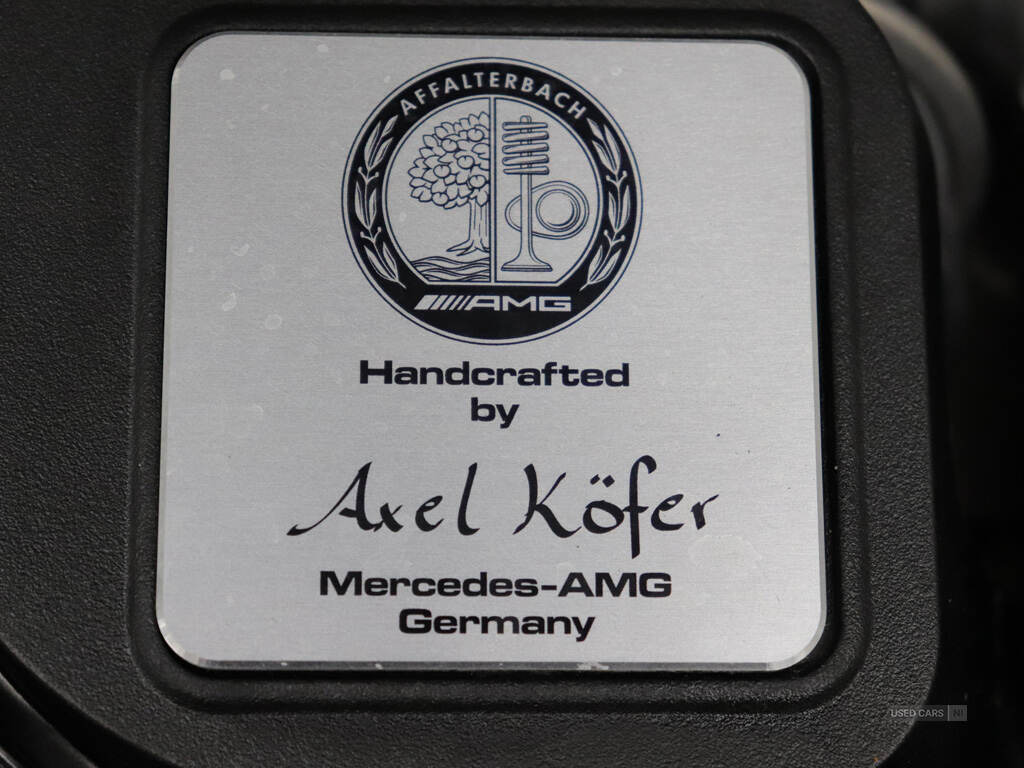 AFFALTERBACH
AMG
Handcrafted
by
Axel Köfer
Mercedes-AMG
Germany
USED CARS NI